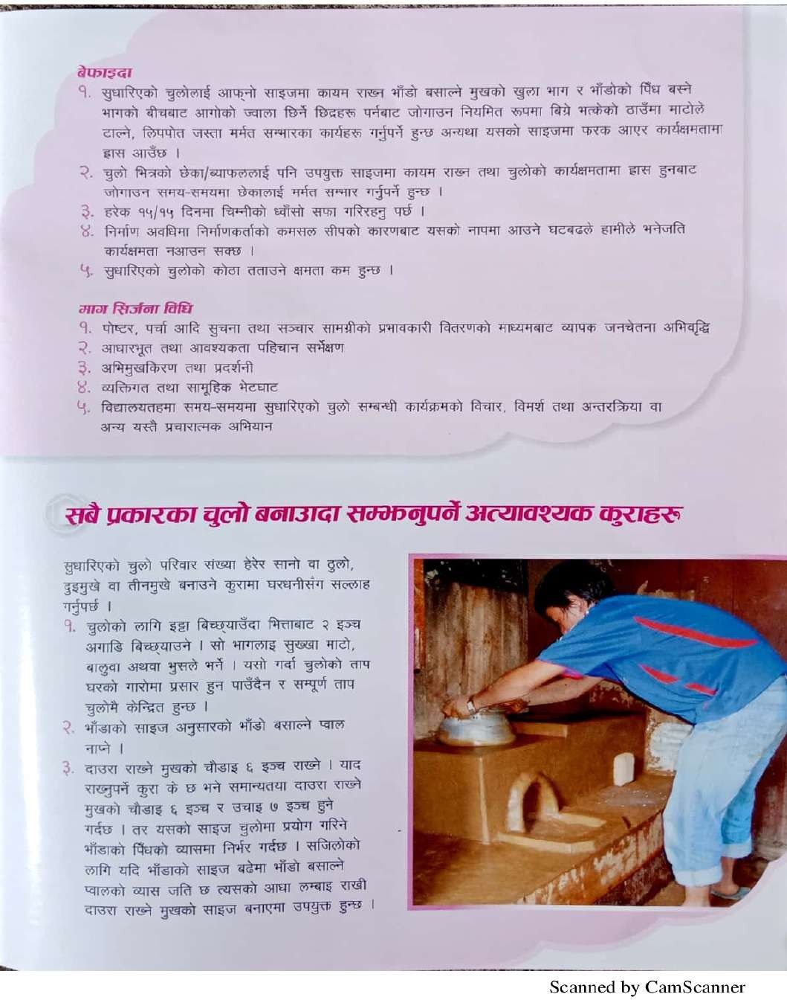 बेफाइदा
१. सुधारिएको चुलोलाई आफ्नो साइजमा कायम राख्न भाँडो बसाल्ने मुखको खुला भाग र भाँडोको पिँध बस्ने
भागको बीचबाट आगोको ज्वाला छिर्ने छिद्रहरू पर्नबाट जोगाउन नियमित रूपमा बिग्रे भत्केको ठाउँमा माटोले
टाल्ने, लिपपोत जस्ता मर्मत सम्भारका कार्यहरू गर्नुपर्ने हुन्छ अन्यथा यसको साइजमा फरक आएर कार्यक्षमतामा
ह्रास आउँछ ।
२. चुलो भित्रको छेका/ब्याफललाई पनि उपयुक्त साइजमा कायम राख्न तथा चुलोको कार्यक्षमतामा ह्रास हुनबाट
जोगाउन समय-समयमा छेकालाई मर्मत सम्भार गर्नुपर्ने हुन्छ ।
३. हरेक १५/१५ दिनमा चिम्नीको ध्वाँसो सफा गरिरहनु पर्छ ।
४. निर्माण अवधिमा निर्माणकर्ताको कमसल सीपको कारणबाट यसको नापमा आउने घटबढले हामीले भनेजति
कार्यक्षमता नआउन सक्छ ।
५. सुधारिएको चुलोको कोठा तताउने क्षमता कम हुन्छ ।
माग सिर्जना विधि
१. पोष्टर, पर्चा आदि सुचना तथा सञ्चार सामग्रीको प्रभावकारी वितरणको माध्यमबाट व्यापक जनचेतना अभिवृद्धि
२. आधारभूत तथा आवश्यकता पहिचान सर्भेक्षण
३. अभिमुखकिरण तथा प्रदर्शनी
४. व्यक्तिगत तथा सामूहिक भेटघाट
५. विद्यालयतहमा समय-समयमा सुधारिएको चुलो सम्बन्धी कार्यक्रमको विचार, विमर्श तथा अन्तरक्रिया वा
अन्य यस्तै प्रचारात्मक अभियान
सबै प्रकारका चुलो बनाउादा सम्झनुपर्ने अत्यावश्यक कुराहरू
सुधारिएको चुलो परिवार संख्या हेरेर सानो वा ठुलो,
दुइमुखे वा तीनमुखे बनाउने कुरामा घरधनीसँग सल्लाह
गर्नुपर्छ ।
१. चुलोको लागि इट्टा बिच्छ्याउँदा भित्ताबाट २ इञ्च
अगाडि बिच्छ्याउने । सो भागलाइ सुख्खा माटो,
बालुवा अथवा भुसले भर्ने । यसो गर्दा चुलोको ताप
घरको गारोमा प्रसार हुन पाउँदैन र सम्पूर्ण ताप
चुलोमै केन्द्रित हुन्छ ।
२. भाँडाको साइज अनुसारको भाँडो बसाल्ने प्वाल
नाप्ने ।
३. दाउरा राख्ने मुखको चौडाइ ६ इञ्च राख्ने । याद
राख्नुपर्ने कुरा के छ भने समान्यतया दाउरा राख्ने
मुखको चौडाइ ६ इञ्च र उचाइ ७ इञ्च हुने
गर्दछ । तर यसको साइज चुलोमा प्रयोग गरिने
भाँडाको पिँधको व्यासमा निर्भर गर्दछ । सजिलोको
लागि यदि भाँडाको साइज बढेमा भाँडो बसाल्ने
प्वालको व्यास जति छ त्यसको आधा लम्बाइ राखी
दाउरा राख्ने मुखको साइज बनाएमा उपयुक्त हुन्छ ।
Scanned by CamScanner